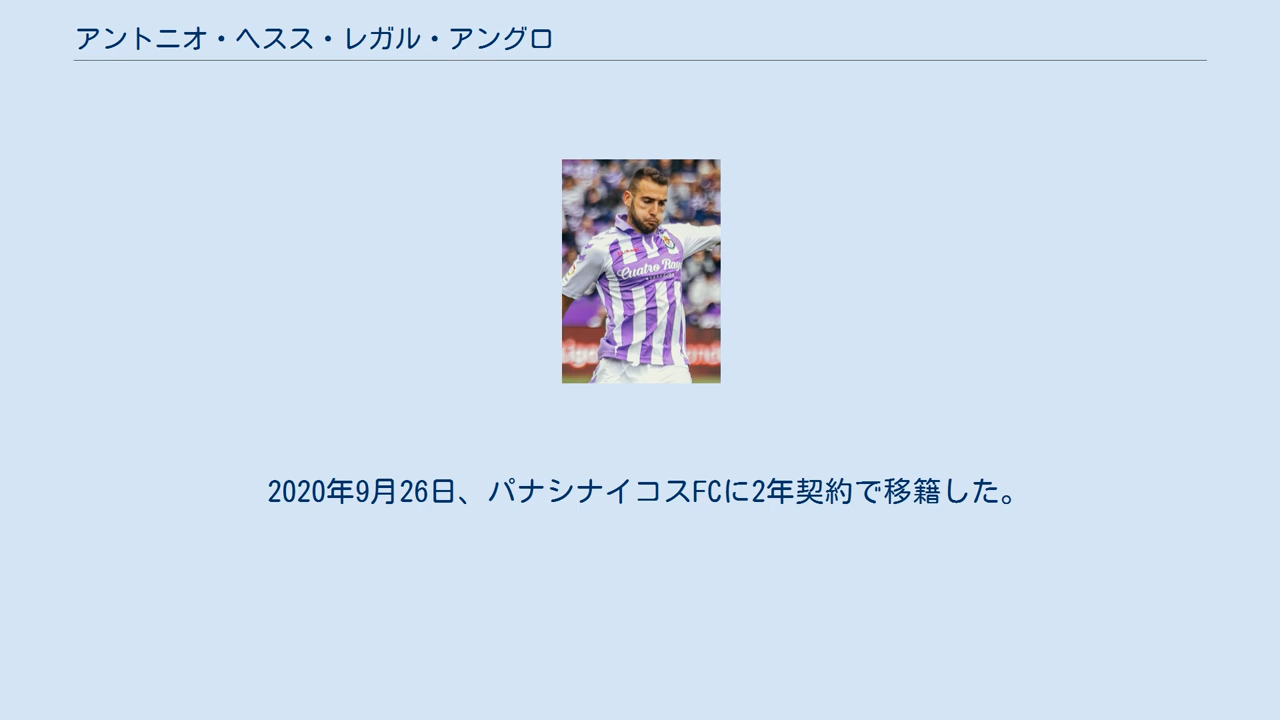 アントニオ・ヘスス・レガル・アングロ
Cuatro Ray
2020年9月26日、パナシナイコスFCに2年契約で移籍した。